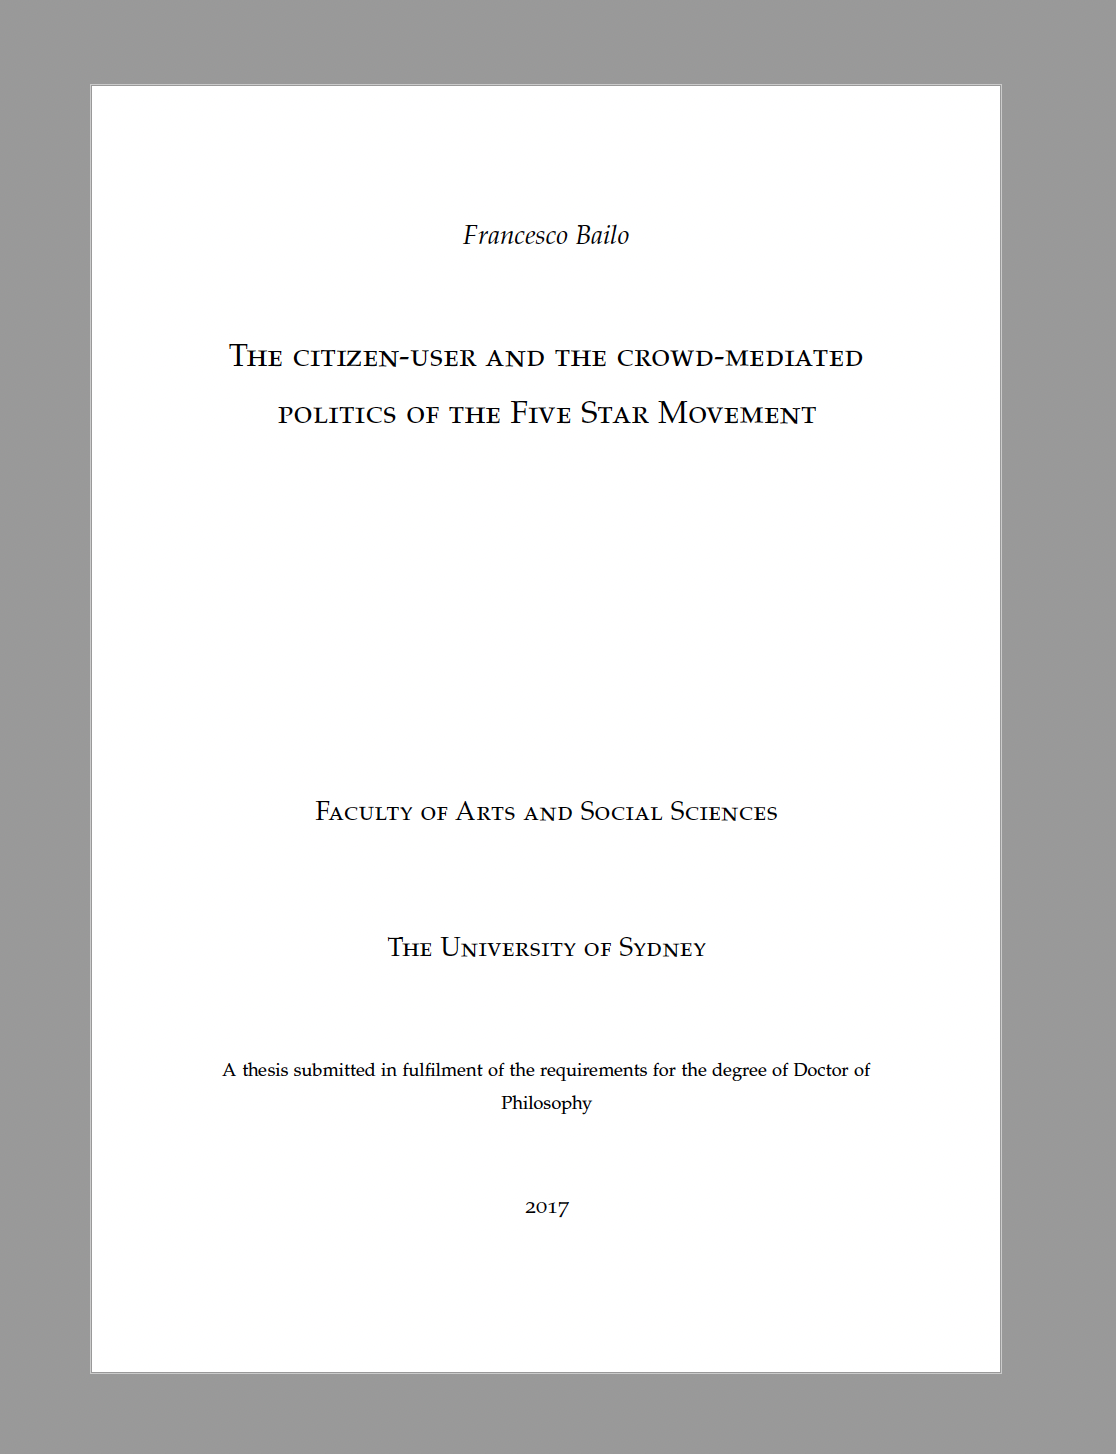 Francesco Bailo
The citizen-user and the crowd-mediated
politics of the Five Star Movement
Faculty of Arts and Social Sciences
The University of Sydney
A thesis submitted in fulfilment of the requirements for the degree of Doctor of
Philosophy
2017